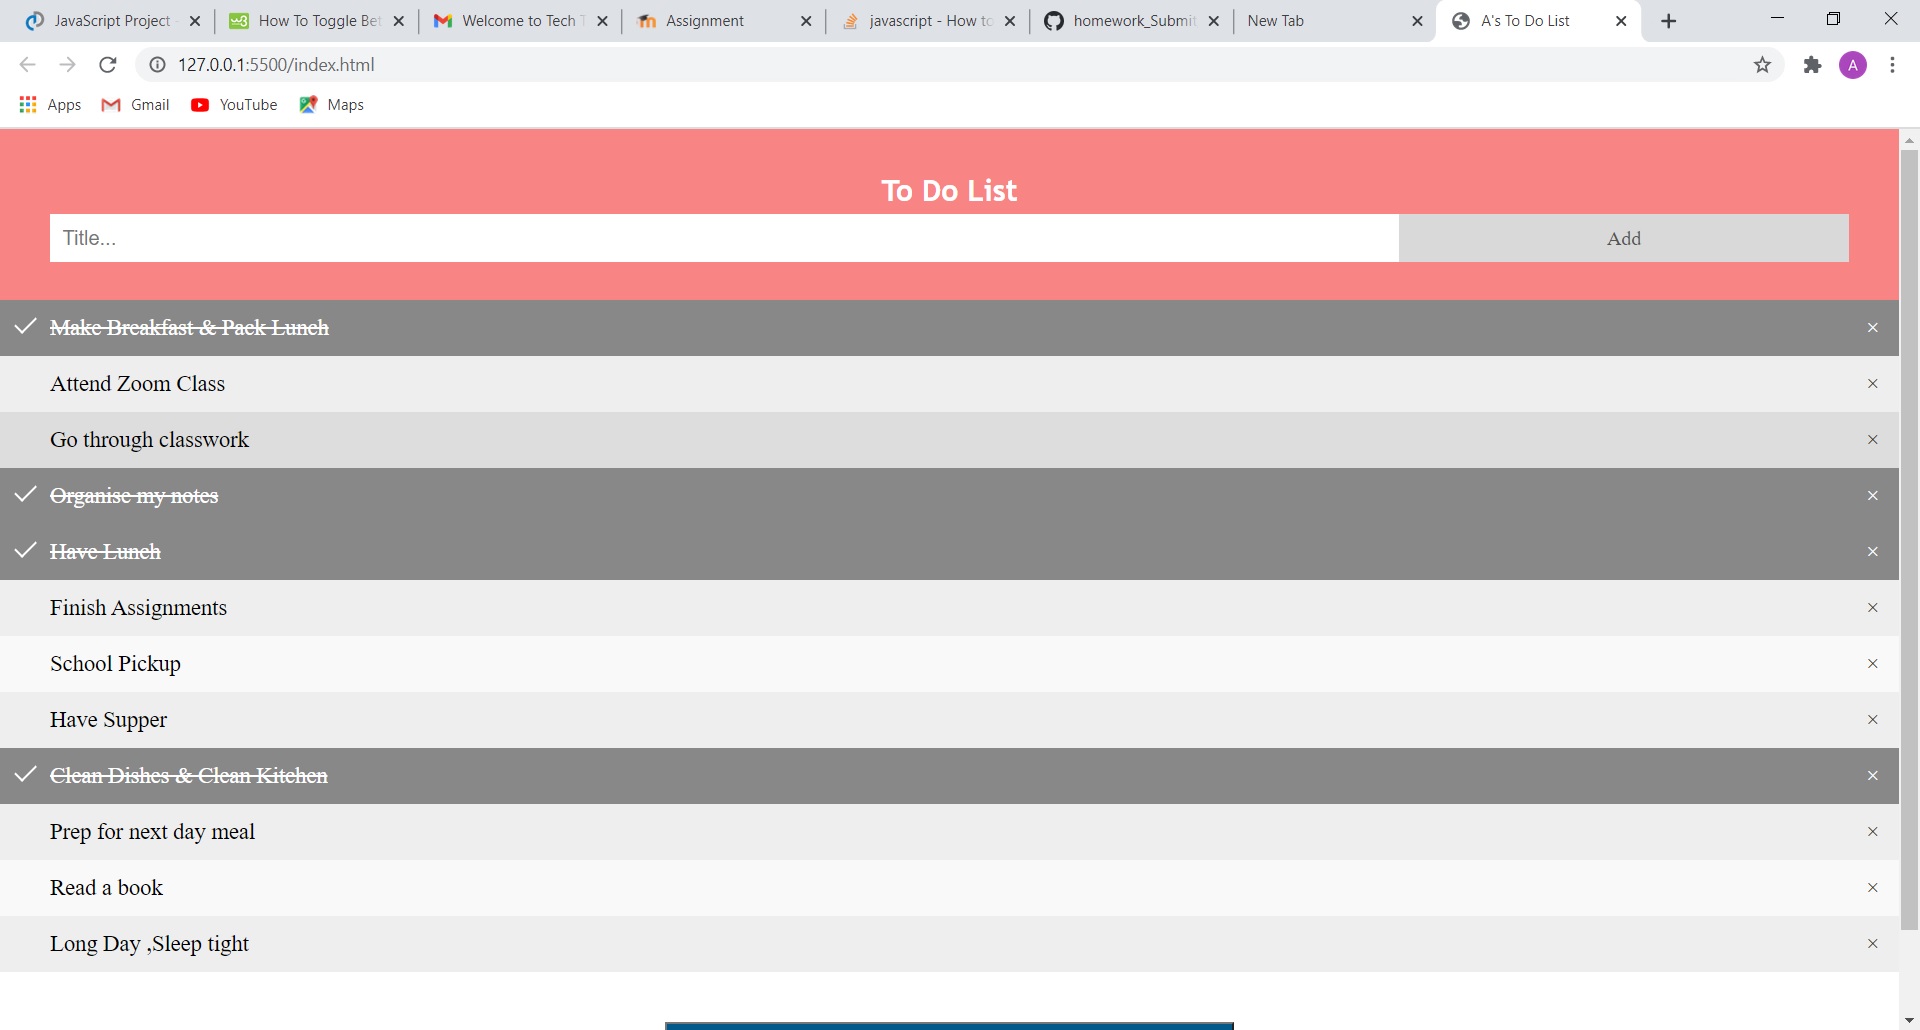 JavaScript Project
How To Toggle Bet
Welcome to Tech T
Assignment
javascript - How to
homework_Submit
New Tab
A's To Do List
127.0.0.1:5500/index.html
A
Apps
Gmail
YouTube
Maps
To Do List
Title...
Add
Make Breakfast & Pack Lunch
Attend Zoom Class
Go through classwork
Organise my notes
Have Lunch
Finish Assignments
School Pickup
Have Supper
Clean Dishes & Clean Kitchen
Prep for next day meal
Read a book
Long Day ,Sleep tight